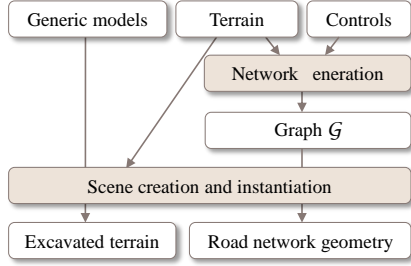 Generic models
Terrain
Controls
Network eneration
Graph 𝒢
Scene creation and instantiation
Excavated terrain
Road network geometry